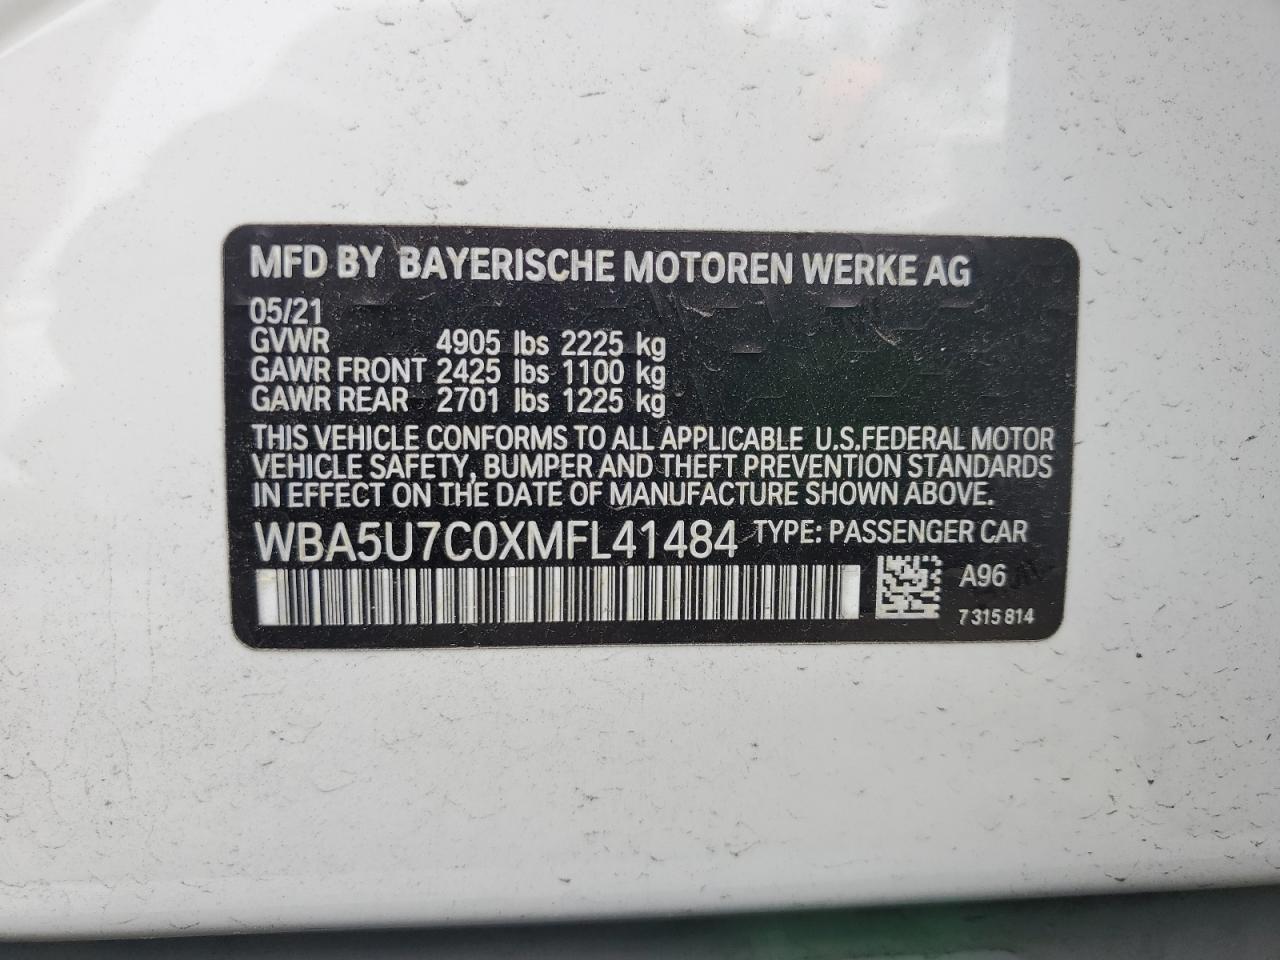 MFD BY BAYERISCHE MOTOREN WERKE AG
05/21
GVWR 4905 lbs 2225 kg
GAWR FRONT 2425 lbs 1100 kg
GAWR REAR 2701 lbs 1225 kg
THIS VEHICLE CONFORMS TO ALL APPLICABLE U.S.FEDERAL MOTOR
VEHICLE SAFETY, BUMPER AND THEFT PREVENTION STANDARDS
IN EFFECT ON THE DATE OF MANUFACTURE SHOWN ABOVE.
WBA5U7C0XMFL41484 TYPE: PASSENGER CAR
A96
7 315 814